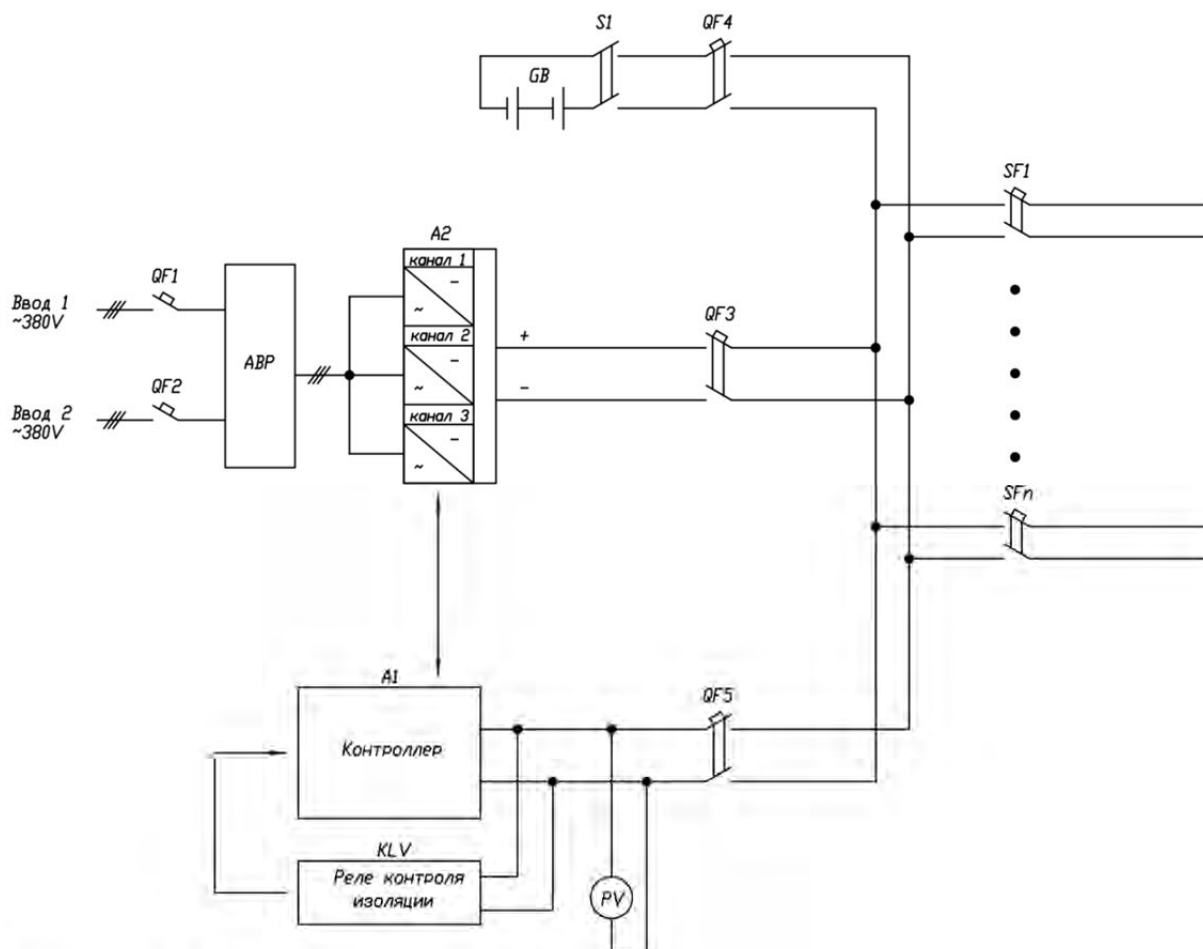 S1
QF4
GB
SF1
A2
канал 1
–
~
QF1
Ввод 1
~380V
АВР
канал 2
–
~
+
–
QF3
QF2
Ввод 2
~380V
канал 3
–
~
SFn
A1
Контроллер
QF5
KLV
Реле контроля
изоляции
PV